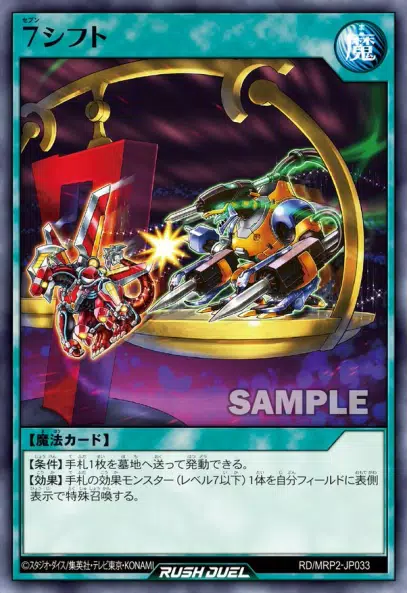 セブン
7シフト
魔
SAMPLE
【魔法カード】
【条件】手札1枚を墓地へ送って発動できる。
【効果】手札の効果モンスター(レベル7以下)1体を自分フィールドに表側
表示で特殊召喚する。
©スタジオ・ダイス/集英社・テレビ東京・KONAMI
RUSH DUEL
RD/MRP2-JP033